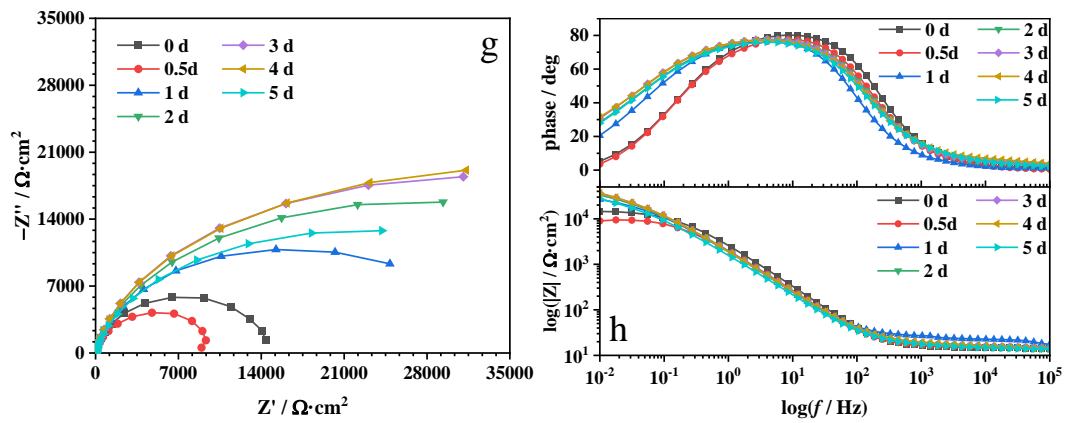 35000
28000
21000
14000
7000
0
−Z'' / Ω·cm²
0 d
0.5d
1 d
2 d
3 d
4 d
5 d
g
0 7000 14000 21000 28000 35000
Z' / Ω·cm²
80
60
40
20
0
phase / deg
0 d
0.5d
1 d
2 d
3 d
4 d
5 d
10⁴
10³
10²
10¹
log(|Z| / Ω·cm²)
0 d
0.5d
1 d
2 d
3 d
4 d
5 d
h
10⁻² 10⁻¹ 10⁰ 10¹ 10² 10³ 10⁴ 10⁵
log(f / Hz)